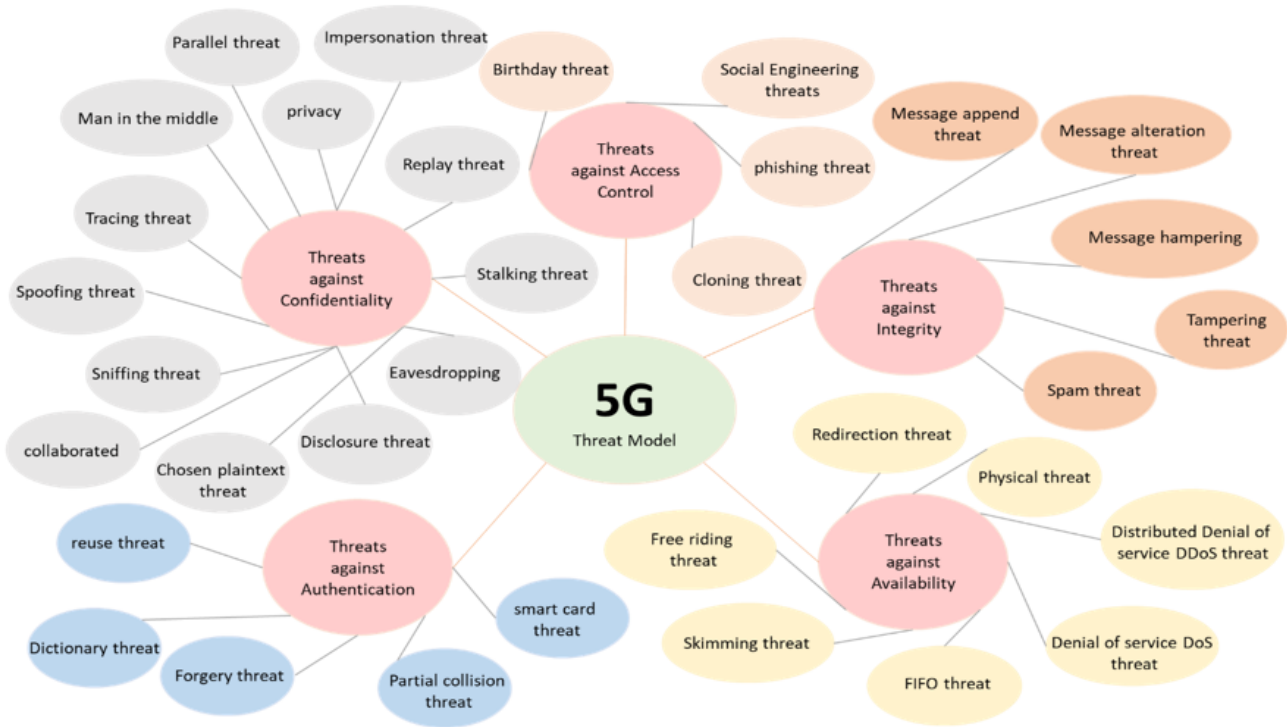 Parallel threat
Impersonation threat
Man in the middle
privacy
Replay threat
Tracing threat
Threats
against
Confidentiality
Stalking threat
Spoofing threat
Sniffing threat
Eavesdropping
collaborated
Chosen plaintext
threat
Disclosure threat
Birthday threat
Social Engineering
threats
Threats
against Access
Control
phishing threat
Cloning threat
Message append
threat
Message alteration
threat
Message hampering
Threats
against
Integrity
Tampering
threat
Spam threat
5G
Threat Model
reuse threat
Threats
against
Authentication
smart card
threat
Dictionary threat
Forgery threat
Partial collision
threat
Redirection threat
Physical threat
Free riding
threat
Threats
against
Availability
Distributed Denial of
service DDoS threat
Skimming threat
FIFO threat
Denial of service DoS
threat